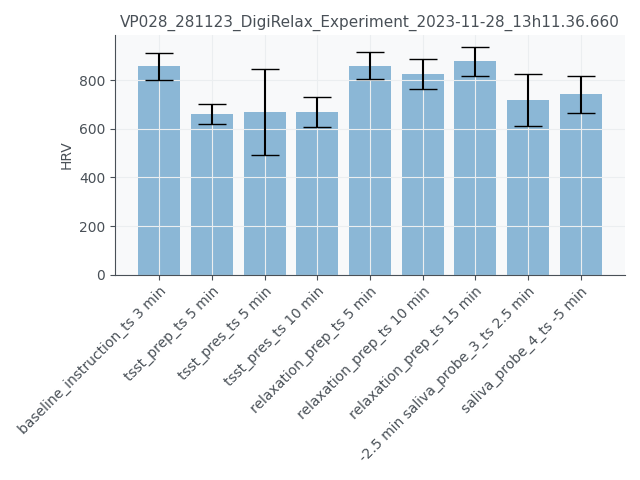 VP028_281123_DigiRelax_Experiment_2023-11-28_13h11.36.660
HRV
800
600
400
200
0
baseline_instruction_ts 3 min
tsst_prep_ts 5 min
tsst_pres_ts 5 min
tsst_pres_ts 10 min
relaxation_prep_ts 5 min
relaxation_prep_ts 10 min
relaxation_prep_ts 15 min
-2.5 min saliva_probe_3_ts 2.5 min
saliva_probe_4_ts -5 min